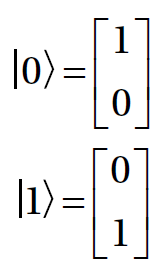 |0⟩ = [1
0]
|1⟩ = [0
1]